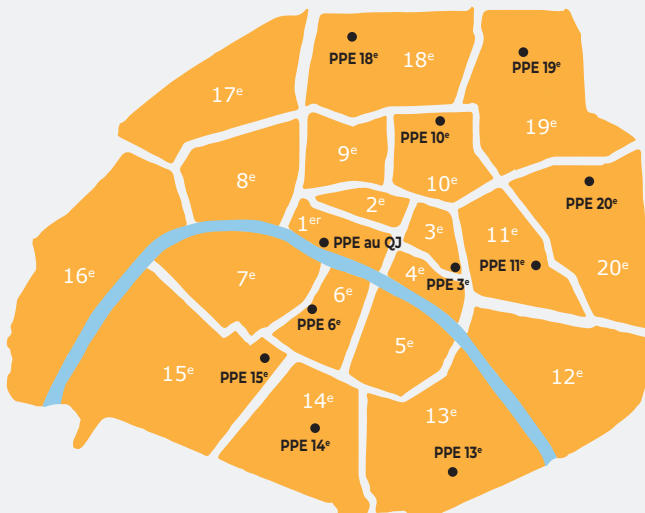 PPE 18ᵉ
18ᵉ
PPE 19ᵉ
17ᵉ
19ᵉ
PPE 10ᵉ
9ᵉ
8ᵉ
10ᵉ
2ᵉ
PPE 20ᵉ
1ᵉʳ
3ᵉ
11ᵉ
PPE au QJ
16ᵉ
7ᵉ
6ᵉ
4ᵉ
PPE 3ᵉ
PPE 11ᵉ
20ᵉ
PPE 6ᵉ
5ᵉ
15ᵉ
PPE 15ᵉ
12ᵉ
14ᵉ
13ᵉ
PPE 14ᵉ
PPE 13ᵉ